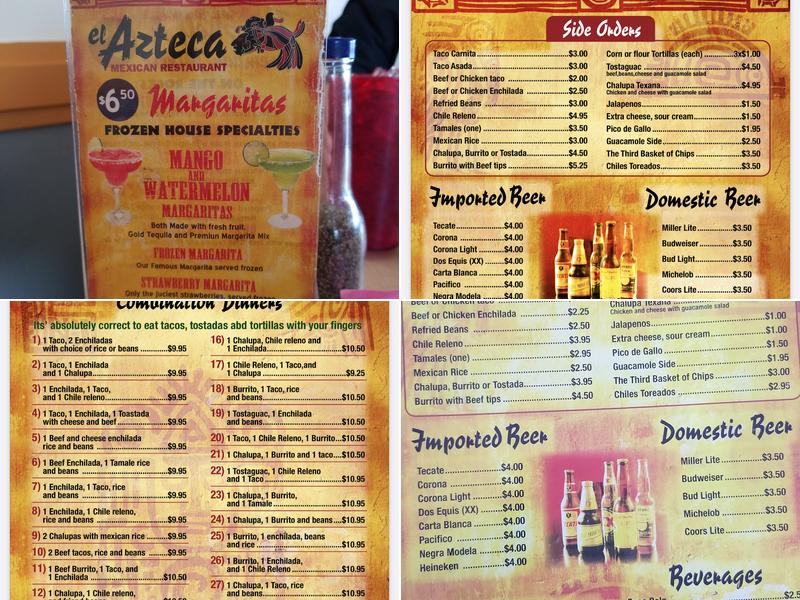 el Azteca
MEXICAN RESTAURANT
$6.50 Margaritas
FROZEN HOUSE SPECIALTIES
MANGO
AND
WATERMELON
MARGARITAS
Both Made with fresh fruit,
Gold Tequila and Premiun Margarita Mix
FROZEN MARGARITA
Our Famous Margarita served frozen
STRAWBERRY MARGARITA
Only the juciest strawberries, served frozen
Side Orders
Taco Carnita $3.00
Taco Asada $3.00
Beef or Chicken taco $2.00
Beef or Chicken Enchilada $2.50
Refried Beans $3.00
Chile Releno $4.95
Tamales (one) $3.50
Mexican Rice $3.00
Chalupa, Burrito or Tostada $4.50
Burrito with Beef tips $5.25
Corn or flour Tortillas (each) 3x$1.00
Tostaguac $4.50
beef,beans,cheese and guacamole salad
Chalupa Texana $4.95
Chicken and cheese with guacamole salad
Jalapenos $1.50
Extra cheese, sour cream $1.50
Pico de Gallo $1.95
Guacamole Side $2.50
The Third Basket of Chips $3.50
Chiles Toreados $3.50
Imported Beer
Tecate $4.00
Corona $4.00
Corona Light $4.00
Dos Equis (XX) $4.00
Carta Blanca $4.00
Pacifico $4.00
Negra Modela $4.00
Domestic Beer
Miller Lite $3.50
Budweiser $3.50
Bud Light $3.50
Michelob $3.50
Coors Lite $3.50
Combination Dinners
Its' absolutely correct to eat tacos, tostadas abd tortillas with your fingers
1) 1 Taco, 2 Enchiladas
with choice of rice or beans $9.95
2) 1 Taco, 1 Enchilada
and 1 Chalupa $9.95
3) 1 Enchilada, 1 Taco,
and 1 Chile releno $9.95
4) 1 Taco, 1 Enchilada, 1 Toastada
with cheese and beef $9.95
5) 1 Beef and cheese enchilada
rice and beans $9.95
6) 1 Beef Enchilada, 1 Tamale rice
and beans $9.95
7) 1 Enchilada, 1 Taco, rice
and beans $9.95
8) 1 Enchilada, 1 Chile releno,
rice and beans $9.95
9) 2 Chalupas with mexican rice $9.95
10) 2 Beef tacos, rice and beans $9.95
11) 1 Beef Burrito, 1 Taco, and
1 Enchilada $10.50
12) 1 Chalupa, 1 Chile releno,
16) 1 Chalupa, Chile releno and
1 Enchilada $10.50
17) 1 Chile Releno, 1 Taco,and
1 Chalupa $9.25
18) 1 Burrito, 1 Taco, rice
and beans $10.50
19) 1 Tostaguac, 1 Enchilada
and beans $10.50
20) 1 Taco, 1 Chile Releno, 1 Burrito $10.50
21) 1 Chalupa, 1 Burrito and 1 taco $10.50
22) 1 Tostaguac, 1 Chile Releno
and 1 Taco $10.95
23) 1 Chalupa, 1 Burrito,
and 1 Tamale $10.95
24) 1 Chalupa, 1 Burrito and beans $10.95
25) 1 Burrito, 1 enchilada, beans
and rice $10.95
26) 1 Burrito, 1 Enchilada,
and 1 Chile Releno $10.95
27) 1 Chalupa, 1 Taco, rice
and beans $10.95
Beef or Chicken taco
Beef or Chicken Enchilada $2.25
Refried Beans $2.50
Chile Releno $3.95
Tamales (one) $2.95
Mexican Rice $2.50
Chalupa, Burrito or Tostada $3.95
Burrito with Beef tips $4.50
Chalupa Texana
Chicken and cheese with guacamole salad
Jalapenos $1.00
Extra cheese, sour cream $1.00
Pico de Gallo $1.50
Guacamole Side $1.95
The Third Basket of Chips $3.00
Chiles Toreados $2.95
Imported Beer
Tecate $4.00
Corona $4.00
Corona Light $4.00
Dos Equis (XX) $4.00
Carta Blanca $4.00
Pacifico $4.00
Negra Modela $4.00
Heineken $4.00
Domestic Beer
Miller Lite $3.50
Budweiser $3.50
Bud Light $3.50
Michelob $3.50
Coors Lite $3.50
Beverages